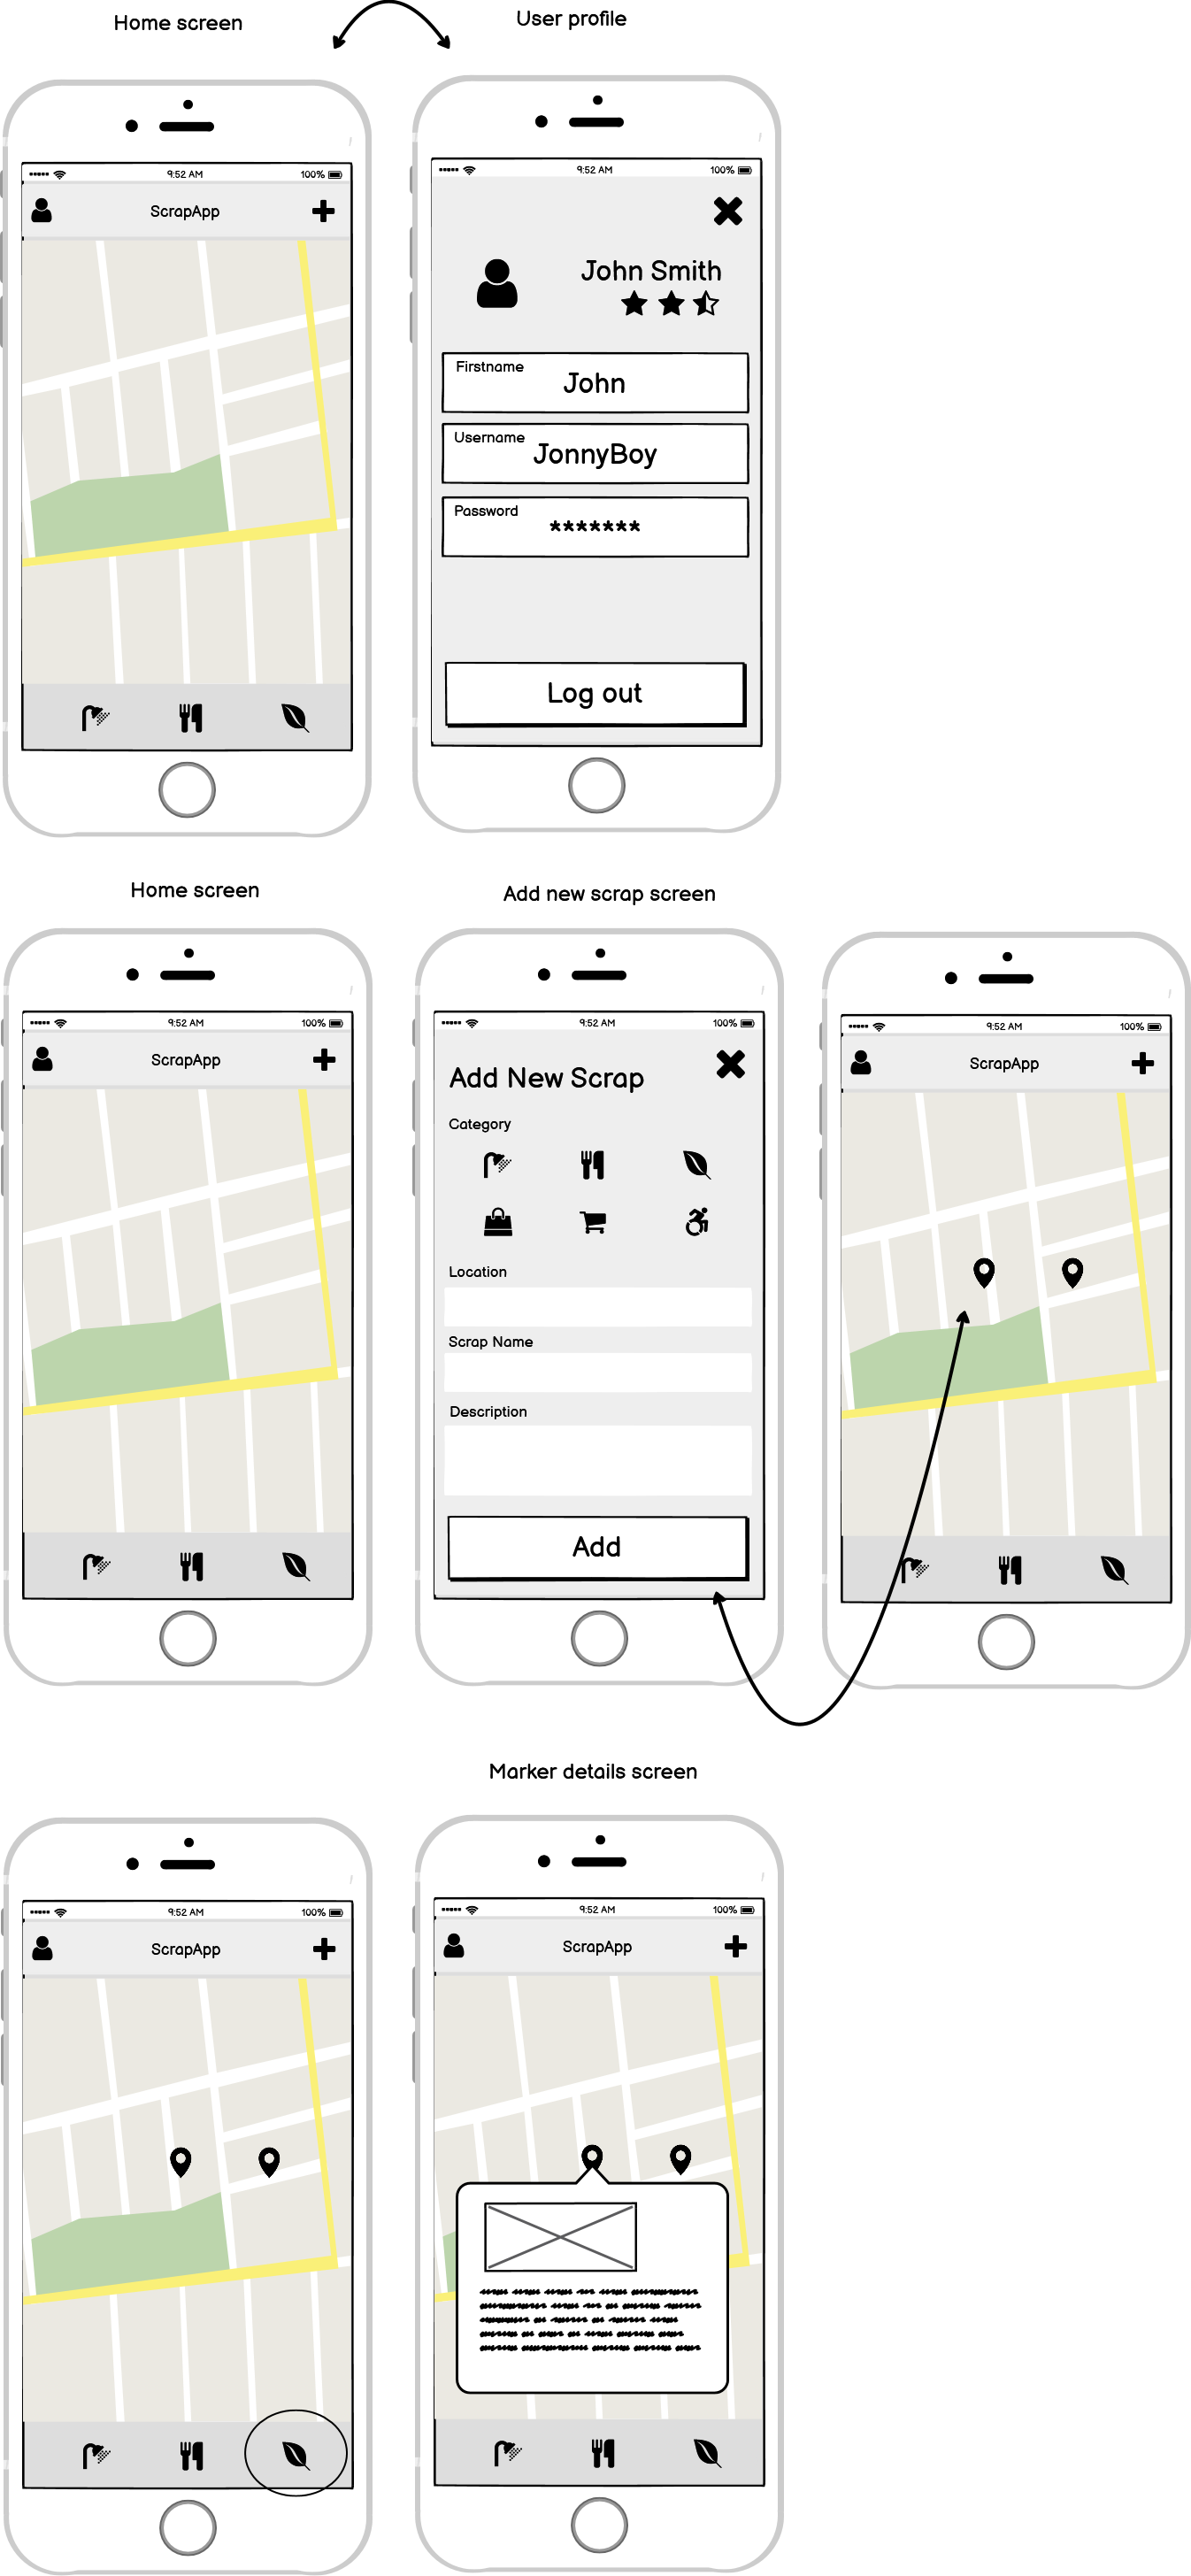 Home screen
User profile
9:52 AM
100%
ScrapApp
9:52 AM
100%
John Smith
Firstname
John
Username
JonnyBoy
Password
*******
Log out
Home screen
Add new scrap screen
9:52 AM
100%
ScrapApp
9:52 AM
100%
Add New Scrap
Category
Location
Scrap Name
Description
Add
9:52 AM
100%
ScrapApp
Marker details screen
9:52 AM
100%
ScrapApp
9:52 AM
100%
ScrapApp